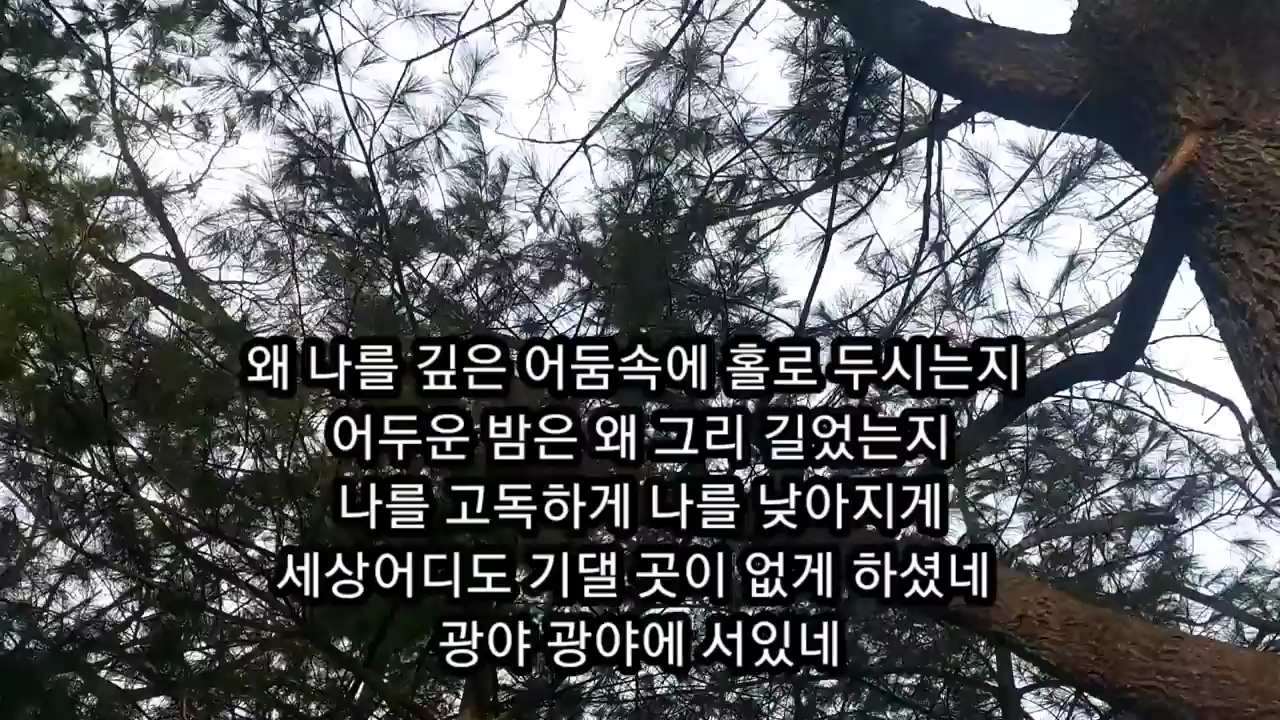 왜 나를 깊은 어둠속에 홀로 두시는지
어두운 밤은 왜 그리 길었는지
나를 고독하게 나를 낮아지게
세상어디도 기댈 곳이 없게 하셨네
광야 광야에 서있네